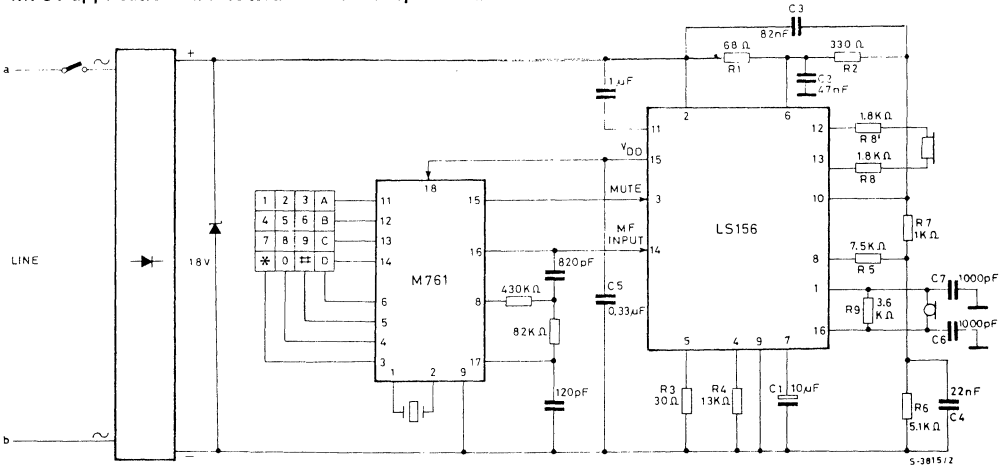 C3
82nF
68 Ω
R1
330 Ω
R2
C2
47nF
1 µF
a
~
+
11
2
6
12
1.8KΩ
R8'
VDD
15
18
13
1.8KΩ
R8
1 2 3 A
4 5 6 B
7 8 9 C
* 0 # D
11
12
13
14
15
MUTE
3
LS156
10
R7
1KΩ
MF
INPUT
16
14
8
7.5KΩ
R5
LINE
18V
M761
820pF
6
5
4
3
8
430KΩ
C5
0,33µF
1
C7
1000pF
R9
3.6
KΩ
82KΩ
16
1000pF
C6
17
1
2
9
120pF
5
4
9
7
R3
30Ω
R4
13KΩ
C1
10µF
R6
5.1KΩ
22nF
C4
b
~
–
S-3815/2